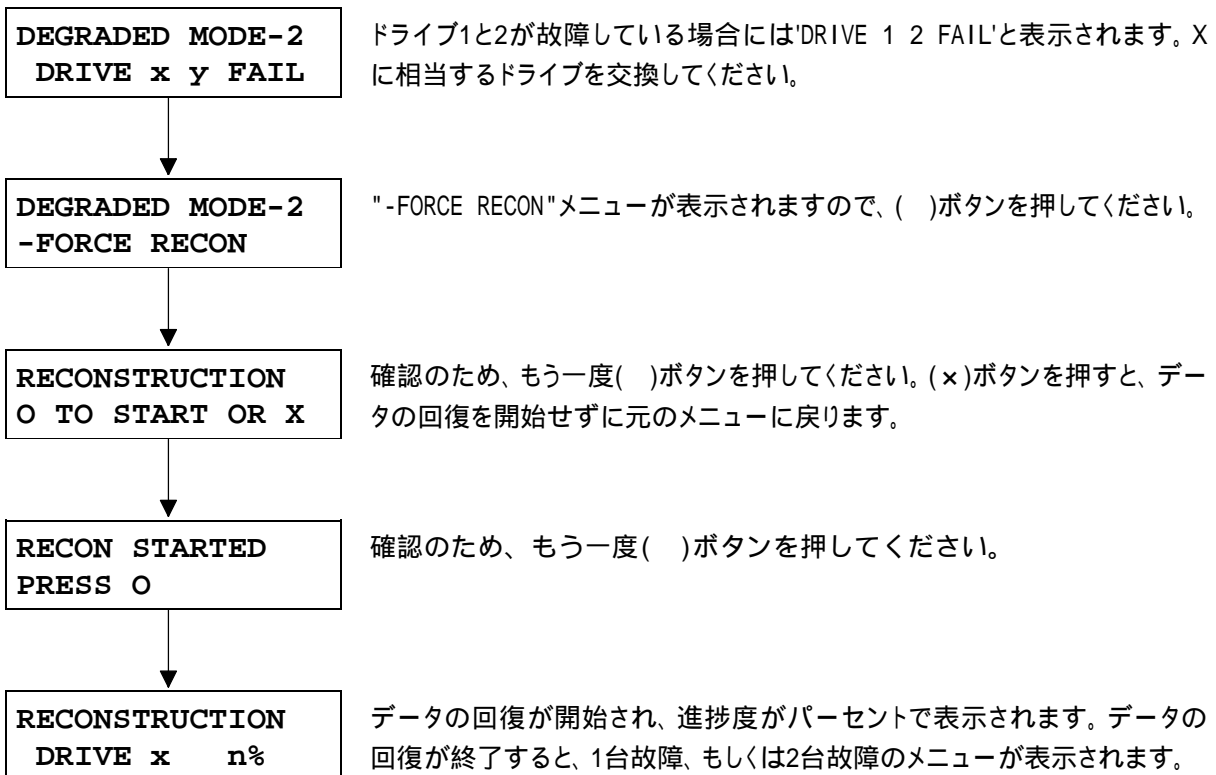 DEGRADED MODE-2
DRIVE x y FAIL
ドライブ1と2が故障している場合には'DRIVE 1 2 FAIL'と表示されます。X
に相当するドライブを交換してください。
DEGRADED MODE-2
-FORCE RECON
"-FORCE RECON"メニューが表示されますので、(　)ボタンを押してください。
RECONSTRUCTION
O TO START OR X
確認のため、もう一度(　)ボタンを押してください。(×)ボタンを押すと、デー
タの回復を開始せずに元のメニューに戻ります。
RECON STARTED
PRESS O
確認のため、もう一度(　)ボタンを押してください。
RECONSTRUCTION
DRIVE x n%
データの回復が開始され、進捗度がパーセントで表示されます。データの
回復が終了すると、1台故障、もしくは2台故障のメニューが表示されます。